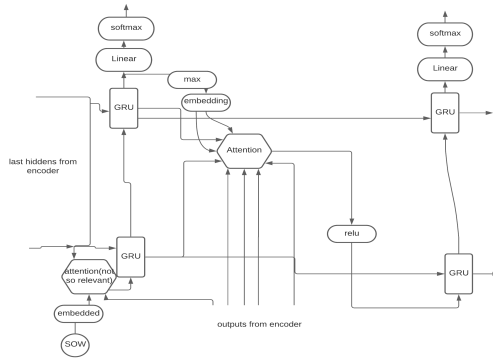 softmax
softmax
Linear
Linear
max
embedding
GRU
GRU
Attention
last hiddens from
encoder
relu
GRU
GRU
attention(not
so relevant)
embedded
outputs from encoder
SOW